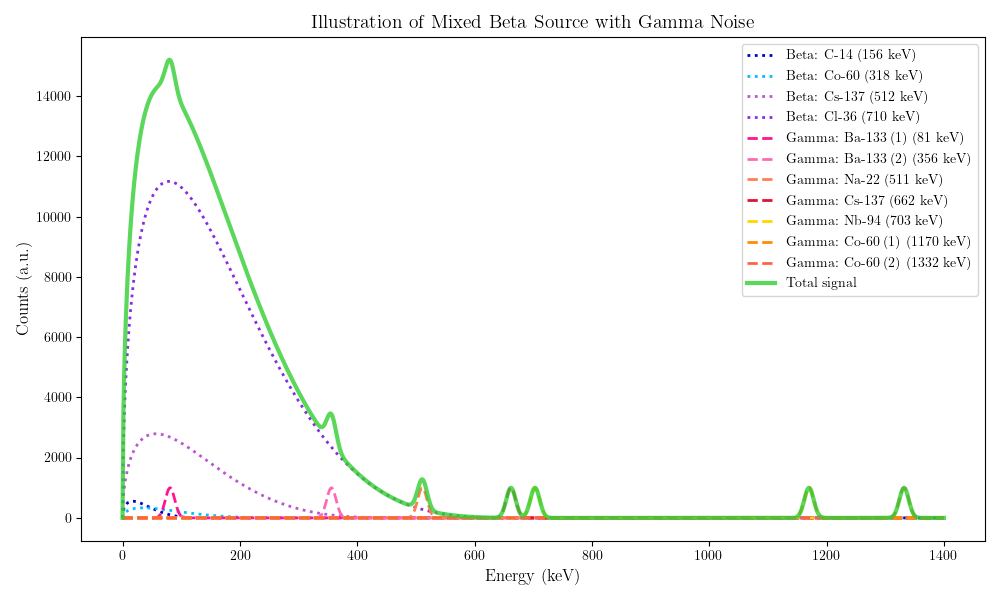 Illustration of Mixed Beta Source with Gamma Noise
Beta: C-14 (156 keV)
Beta: Co-60 (318 keV)
Beta: Cs-137 (512 keV)
Beta: Cl-36 (710 keV)
Gamma: Ba-133 (1) (81 keV)
Gamma: Ba-133 (2) (356 keV)
Gamma: Na-22 (511 keV)
Gamma: Cs-137 (662 keV)
Gamma: Nb-94 (703 keV)
Gamma: Co-60 (1) (1170 keV)
Gamma: Co-60 (2) (1332 keV)
Total signal
Counts (a.u.)
14000
12000
10000
8000
6000
4000
2000
0
0 200 400 600 800 1000 1200 1400
Energy (keV)